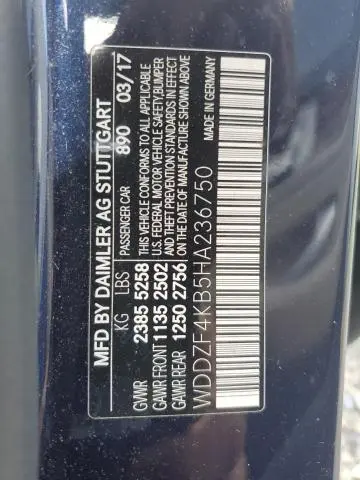 MFD BY DAIMLER AG STUTTGART
PASSENGER CAR 890 03/17
KG LBS
GVWR 2385 5258
GAWR FRONT 1135 2502
GAWR REAR 1250 2756
THIS VEHICLE CONFORMS TO ALL APPLICABLE
U.S. FEDERAL MOTOR VEHICLE SAFETY, BUMPER
AND THEFT PREVENTION STANDARDS IN EFFECT
ON THE DATE OF MANUFACTURE SHOWN ABOVE
WDDZF4KB5HA236750
MADE IN GERMANY